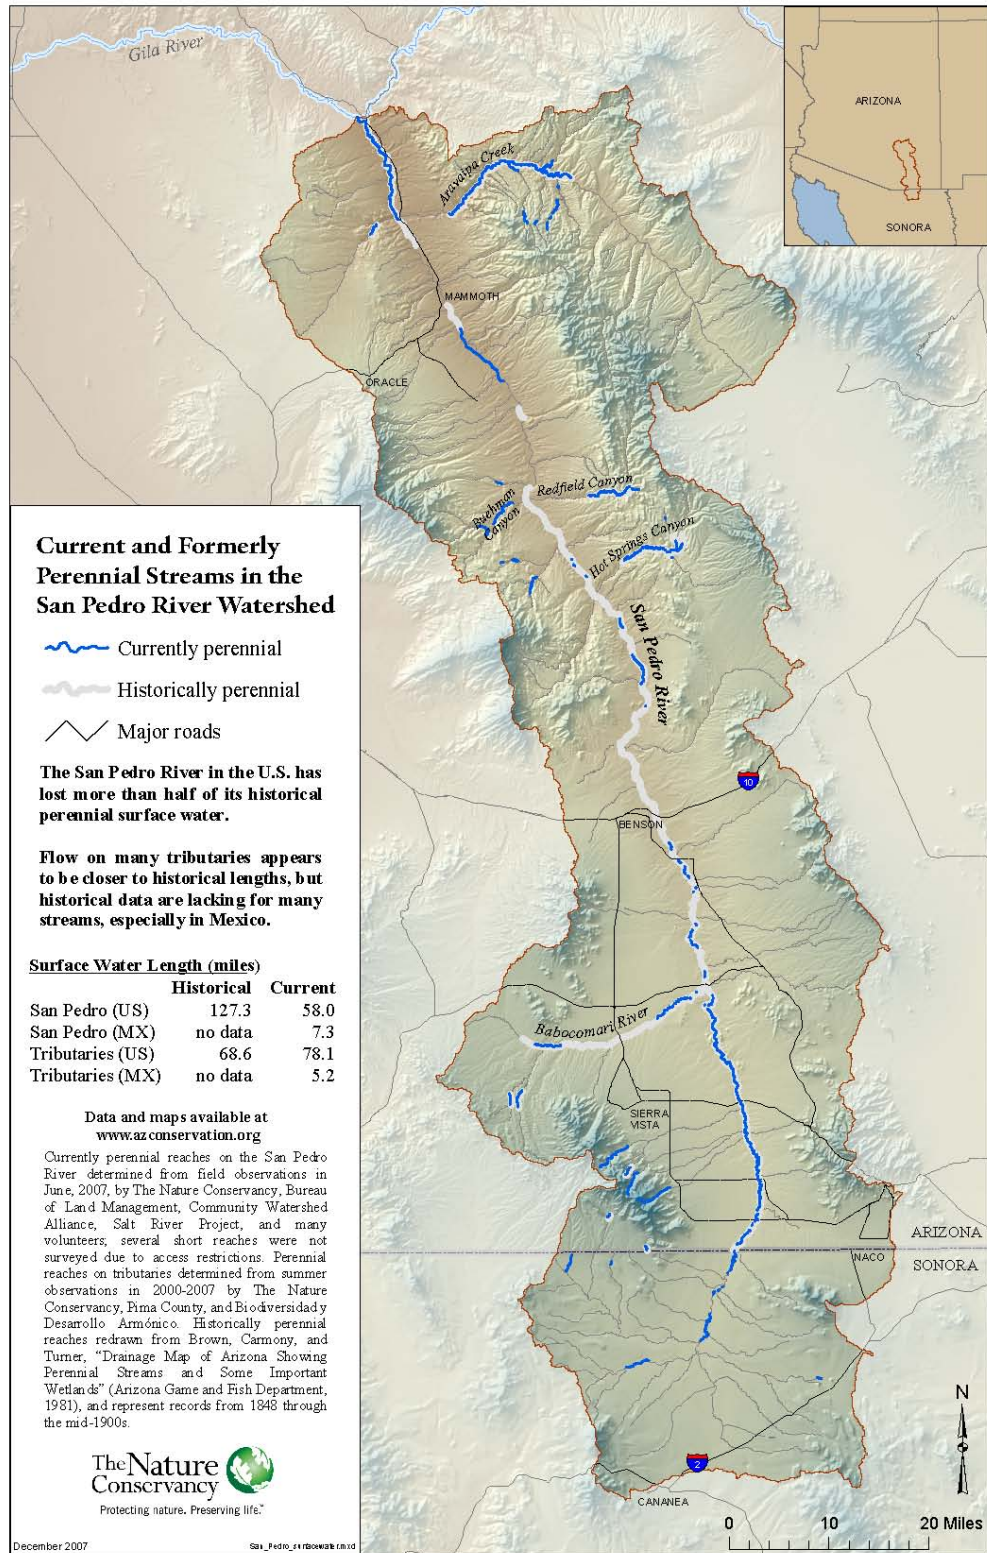 Gila River
ARIZONA
SONORA
Aravaipa Creek
MAMMOTH
ORACLE
Redfield Canyon
Buehman
Canyon
Hot Springs Canyon
San Pedro River
10
BENSON
Babocomari River
SIERRA
VISTA
ARIZONA
NACO
SONORA
2
CANANEA
N
0 10 20 Miles
Current and Formerly
Perennial Streams in the
San Pedro River Watershed
Currently perennial
Historically perennial
Major roads
The San Pedro River in the U.S. has
lost more than half of its historical
perennial surface water.
Flow on many tributaries appears
to be closer to historical lengths, but
historical data are lacking for many
streams, especially in Mexico.
Surface Water Length (miles)
Historical Current
San Pedro (US) 127.3 58.0
San Pedro (MX) no data 7.3
Tributaries (US) 68.6 78.1
Tributaries (MX) no data 5.2
Data and maps available at
www.azconservation.org
Currently perennial reaches on the San Pedro
River determined from field observations in
June, 2007, by The Nature Conservancy, Bureau
of Land Management, Community Watershed
Alliance, Salt River Project, and many
volunteers; several short reaches were not
surveyed due to access restrictions. Perennial
reaches on tributaries determined from summer
observations in 2000-2007 by The Nature
Conservancy, Pima County, and Biodiversidad y
Desarrollo Armónico. Historically perennial
reaches redrawn from Brown, Carmony, and
Turner, “Drainage Map of Arizona Showing
Perennial Streams and Some Important
Wetlands” (Arizona Game and Fish Department,
1981), and represent records from 1848 through
the mid-1900s.
The Nature
Conservancy
Protecting nature. Preserving life.™
December 2007
San_Pedro_surfacewater.mxd